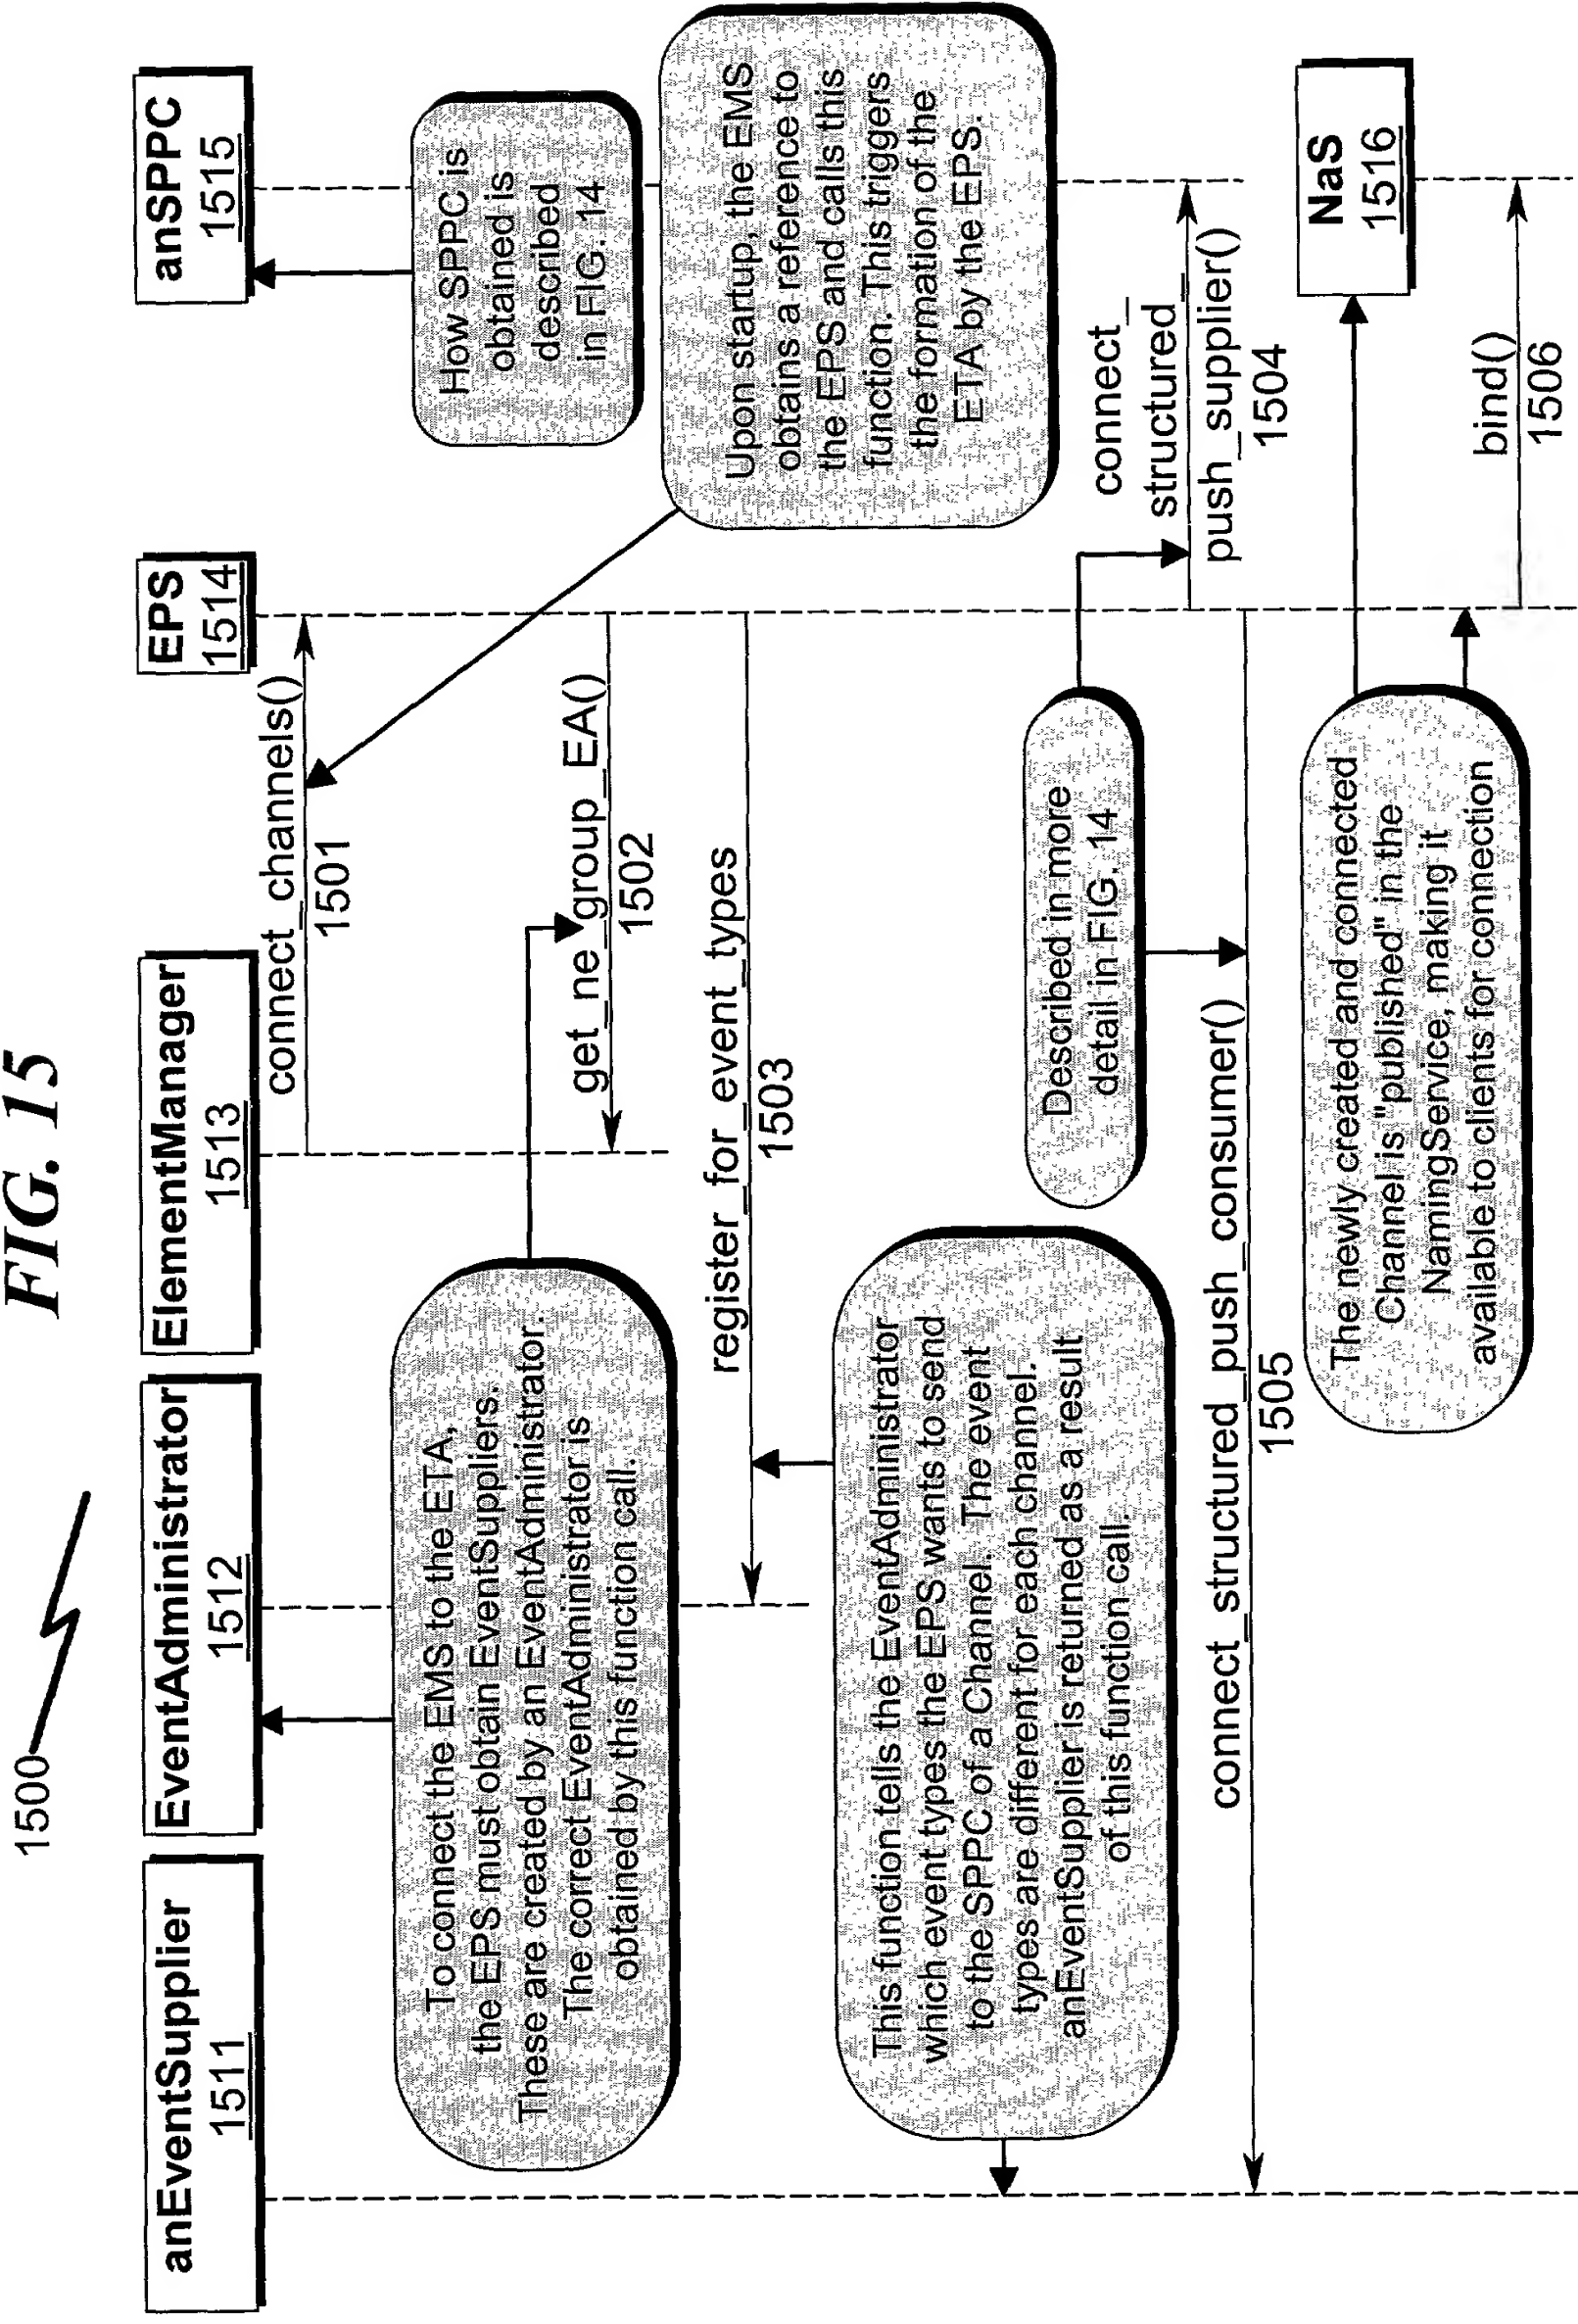 FIG. 15
1500
anEventSupplier
1511
EventAdministrator
1512
ElementManager
1513
EPS
1514
anSPPC
1515
connect_channels()
1501
How SPPC is
obtained is
described
in FIG. 14
To connect the EMS to the ETA,
the EPS must obtain EventSuppliers.
These are created by an EventAdministrator.
The correct EventAdministrator is
obtained by this function call.
get_ne_group_EA()
1502
Upon startup, the EMS
obtains a reference to
the EPS and calls this
function. This triggers
the formation of the
ETA by the EPS.
register_for_event_types
1503
This function tells the EventAdministrator
which event types the EPS wants to send
to the SPPC of a Channel. The event
types are different for each channel.
anEventSupplier is returned as a result
of this function call.
Described in more
detail in FIG. 14
connect_
structured_
push_supplier()
1504
connect_structured_push_consumer()
1505
NaS
1516
The newly created and connected
Channel is "published" in the
NamingService, making it
available to clients for connection
bind()
1506